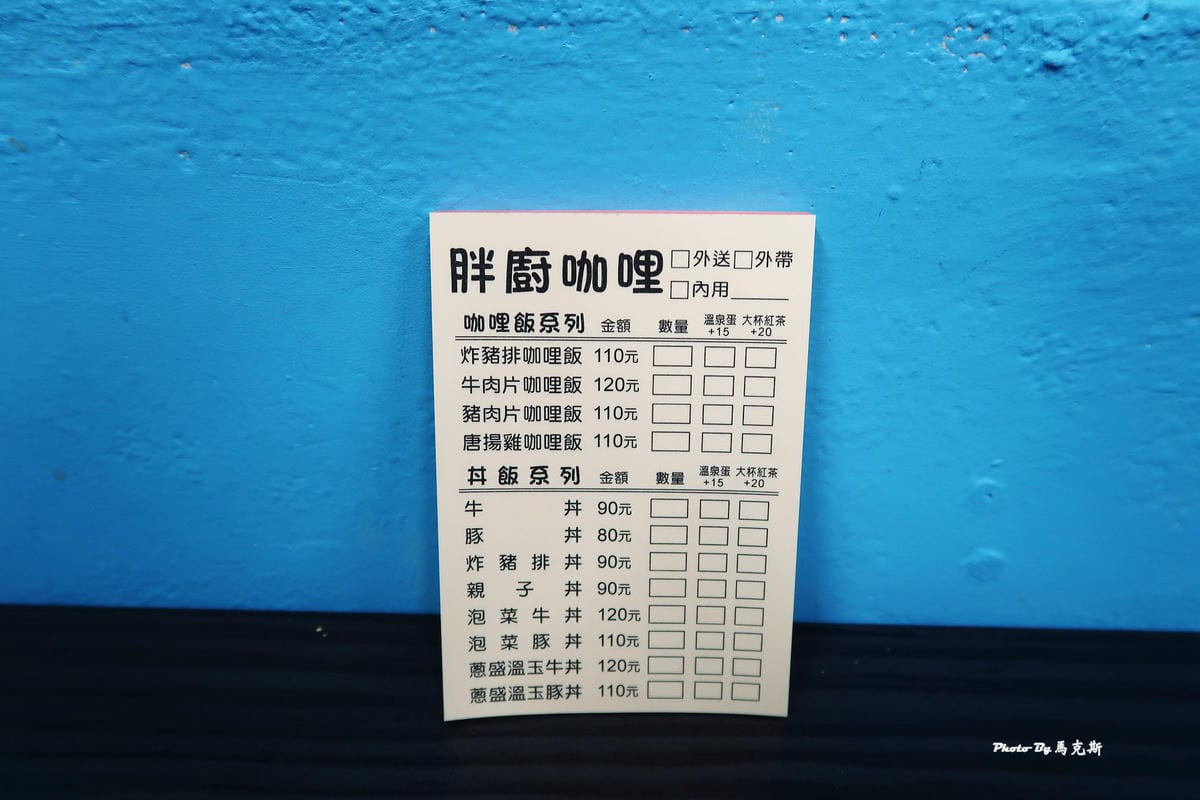 胖廚咖哩 □外送□外帶
□內用______
咖哩飯系列 金額 數量 溫泉蛋+15 大杯紅茶+20
炸豬排咖哩飯 110元
牛肉片咖哩飯 120元
豬肉片咖哩飯 110元
唐揚雞咖哩飯 110元
丼飯系列 金額 數量 溫泉蛋+15 大杯紅茶+20
牛丼 90元
豚丼 80元
炸豬排丼 90元
親子丼 90元
泡菜牛丼 120元
泡菜豚丼 110元
蔥盛溫玉牛丼 120元
蔥盛溫玉豚丼 110元
Photo By 馬克斯